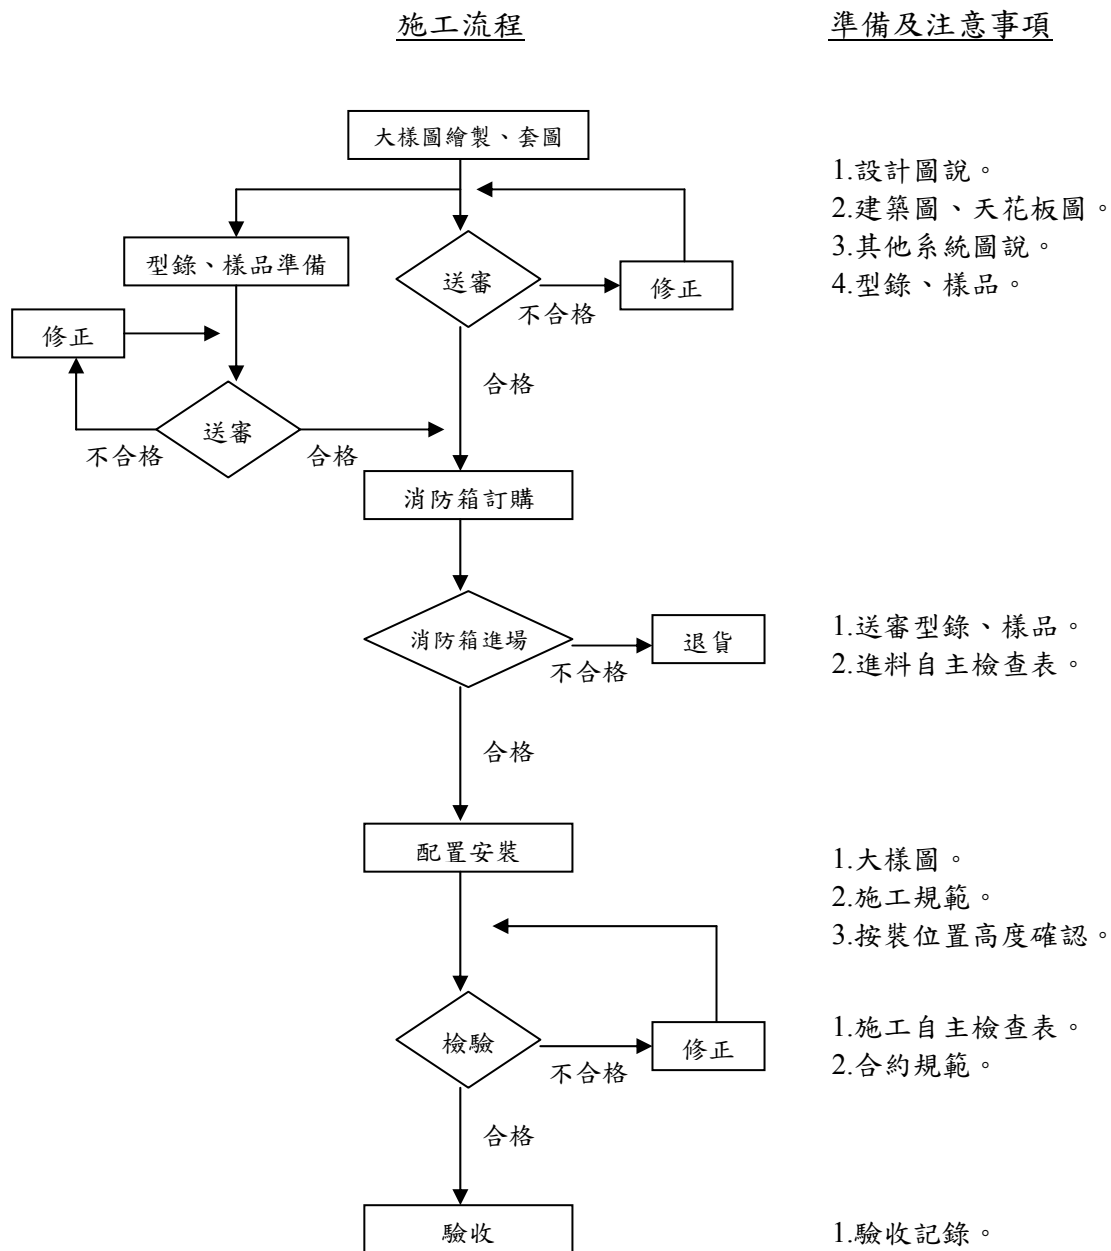 施工流程
準備及注意事項
大樣圖繪製、套圖
1.設計圖說。
2.建築圖、天花板圖。
3.其他系統圖說。
4.型錄、樣品。
型錄、樣品準備
送審
不合格
修正
修正
合格
送審
不合格
合格
消防箱訂購
消防箱進場
不合格
退貨
1.送審型錄、樣品。
2.進料自主檢查表。
合格
配置安裝
1.大樣圖。
2.施工規範。
3.按裝位置高度確認。
檢驗
不合格
修正
1.施工自主檢查表。
2.合約規範。
合格
驗收
1.驗收記錄。